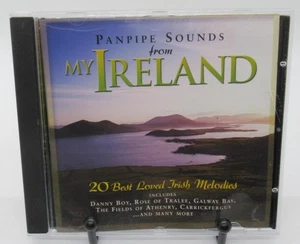 PANPIPE SOUNDS
from
MY IRELAND
20 Best Loved Irish Melodies
INCLUDES
DANNY BOY, ROSE OF TRALEE, GALWAY BAY,
THE FIELDS OF ATHENRY, CARRICKFERGUS
...AND MANY MORE